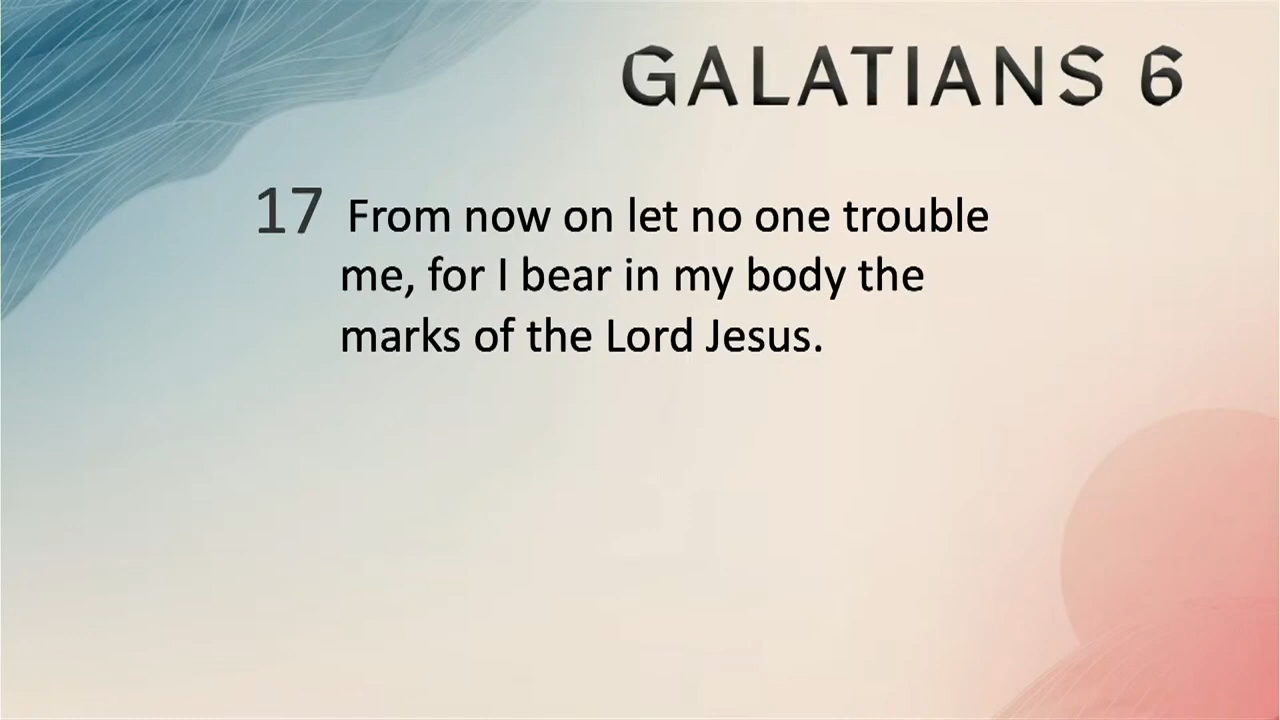 GALATIANS 6
17 From now on let no one trouble
me, for I bear in my body the
marks of the Lord Jesus.